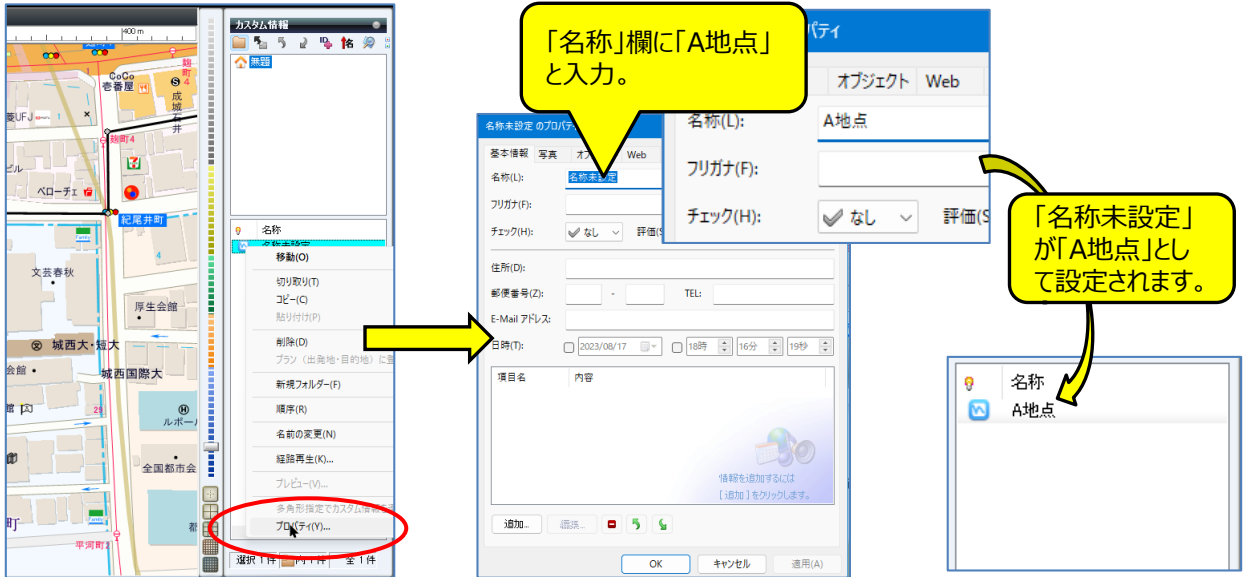 400 m
CoCo
壱番屋
成
城
石
井
麹
町
4
麹町4
ベローチェ
紀尾井町
文芸春秋
4
厚生会館
城西大・短大
城西国際大
29
ルポー
全国都市会
平河町2
カスタム情報
無題
名称
名称未設定
移動(O)
切り取り(T)
コピー(C)
貼り付け(P)
削除(D)
プラン（出発地・目的地）に登
新規フォルダー(F)
順序(R)
名前の変更(N)
経路再生(K)...
プレビュー(V)...
多角形指定でカスタム情報を
プロパティ(Y)...
選択 1 件 内 1 件 全 1 件
「名称」欄に「A地点」
と入力。
名称未設定 のプロパティ
基本情報 写真 Web
名称(L): 名称未設定
フリガナ(F):
チェック(H): なし 評価(S
住所(D):
郵便番号(Z): - TEL:
E-Mail アドレス:
日時(T): 2023/08/17 18時 16分 19秒
項目名 内容
情報を追加するには
[ 追加 ] をクリックします。
追加... 編集...
OK キャンセル 適用(A)
パティ
オブジェクト Web
名称(L): A地点
フリガナ(F):
チェック(H): なし 評価(S
「名称未設定」
が「A地点」とし
て設定されます。
名称
A地点